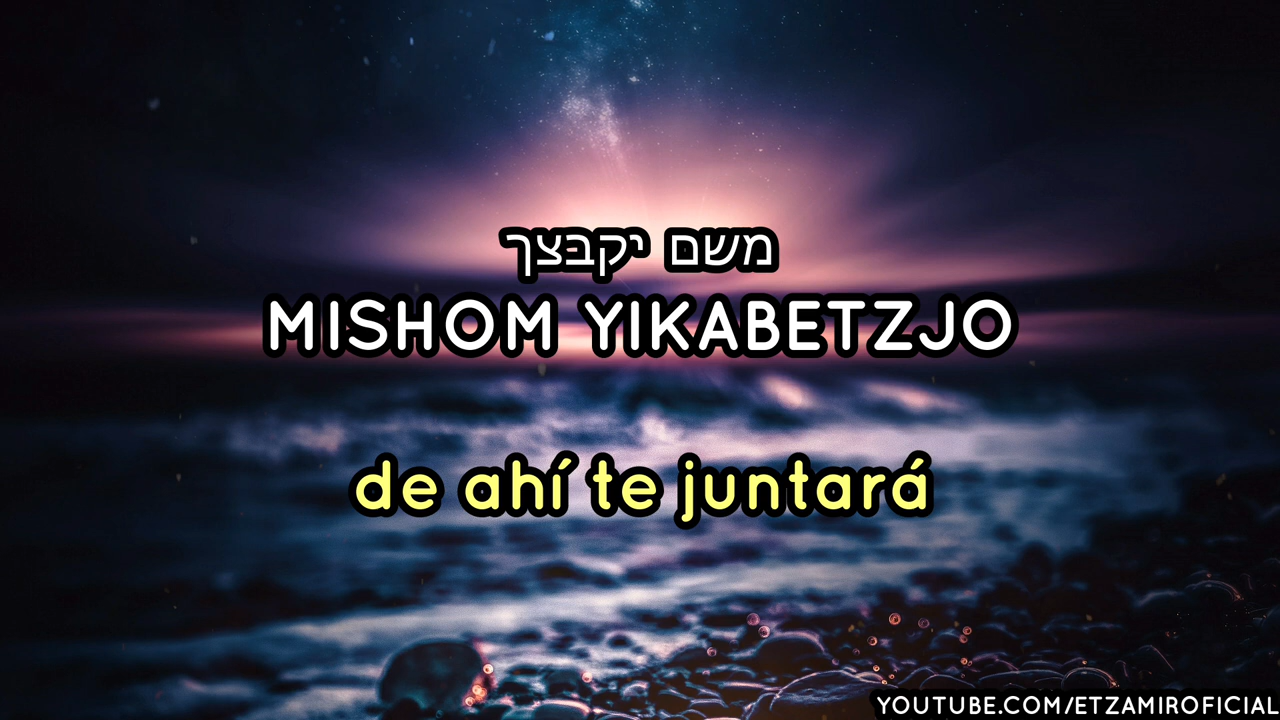 משם יקבצך
MISHOM YIKABETZJO
de ahí te juntará
YOUTUBE.COM/ETZAMIROFICIAL